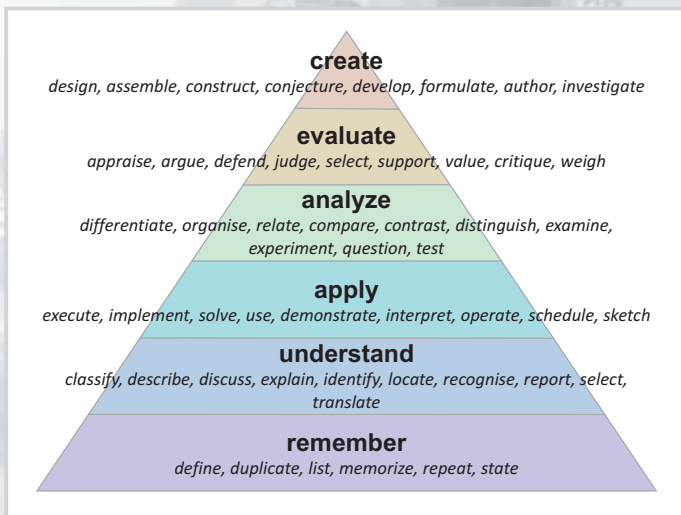 create
design, assemble, construct, conjecture, develop, formulate, author, investigate
evaluate
appraise, argue, defend, judge, select, support, value, critique, weigh
analyze
differentiate, organise, relate, compare, contrast, distinguish, examine,
experiment, question, test
apply
execute, implement, solve, use, demonstrate, interpret, operate, schedule, sketch
understand
classify, describe, discuss, explain, identify, locate, recognise, report, select,
translate
remember
define, duplicate, list, memorize, repeat, state